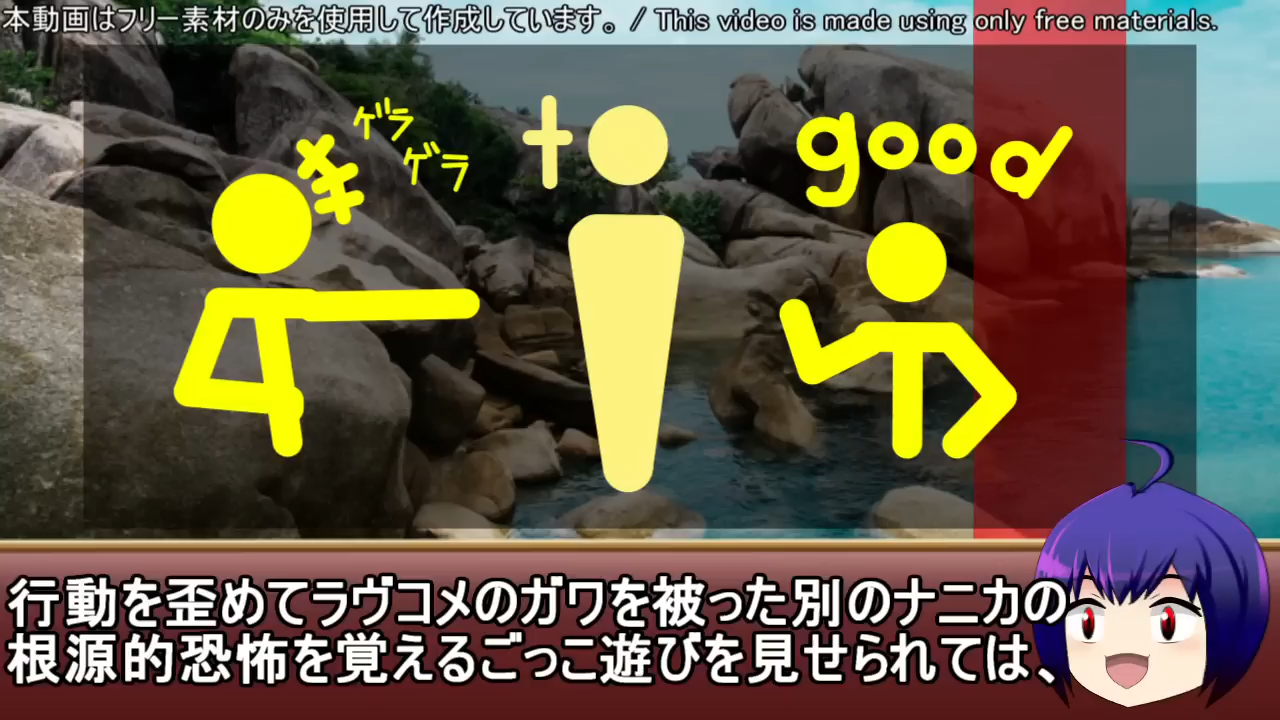 本動画はフリー素材のみを使用して作成しています。 / This video is made using only free materials.
ゲラ
ゲラ
good
行動を歪めてラヴコメのガワを被った別のナニカの
根源的恐怖を覚えるごっこ遊びを見せられては、